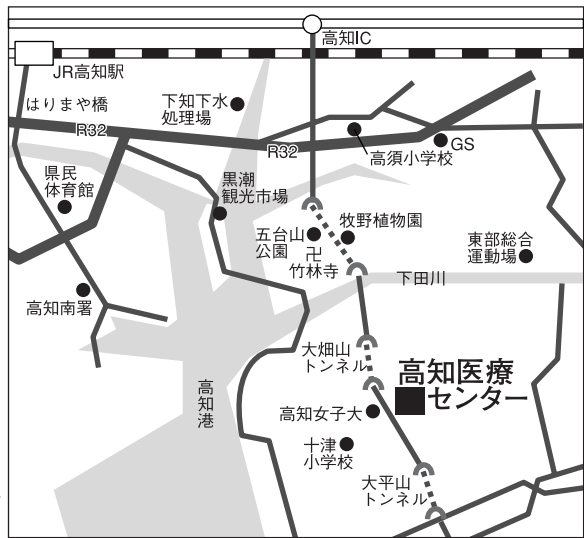 高知IC
JR高知駅
はりまや橋
下知下水
処理場
R32
R32
GS
高須小学校
県民
体育館
黒潮
観光市場
五台山
公園
牧野植物園
卍
竹林寺
東部総合
運動場
下田川
高知南署
大畑山
トンネル
高知医療
センター
高知港
高知女子大
十津
小学校
大平山
トンネル